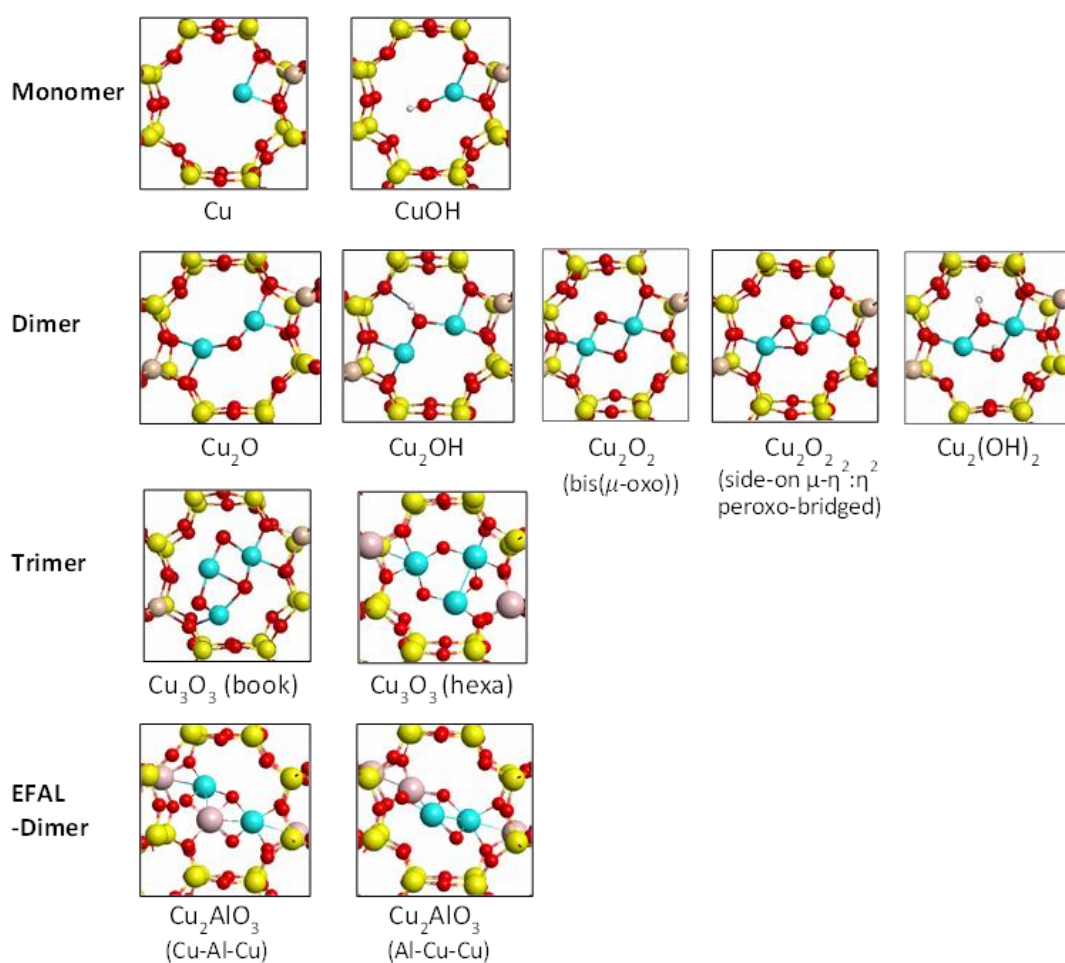 Monomer
Cu
CuOH
Dimer
Cu₂O
Cu₂OH
Cu₂O₂
(bis(μ-oxo))
Cu₂O₂
(side-on μ-η²:η²
peroxo-bridged)
Cu₂(OH)₂
Trimer
Cu₃O₃ (book)
Cu₃O₃ (hexa)
EFAL
-Dimer
Cu₂AlO₃
(Cu-Al-Cu)
Cu₂AlO₃
(Al-Cu-Cu)